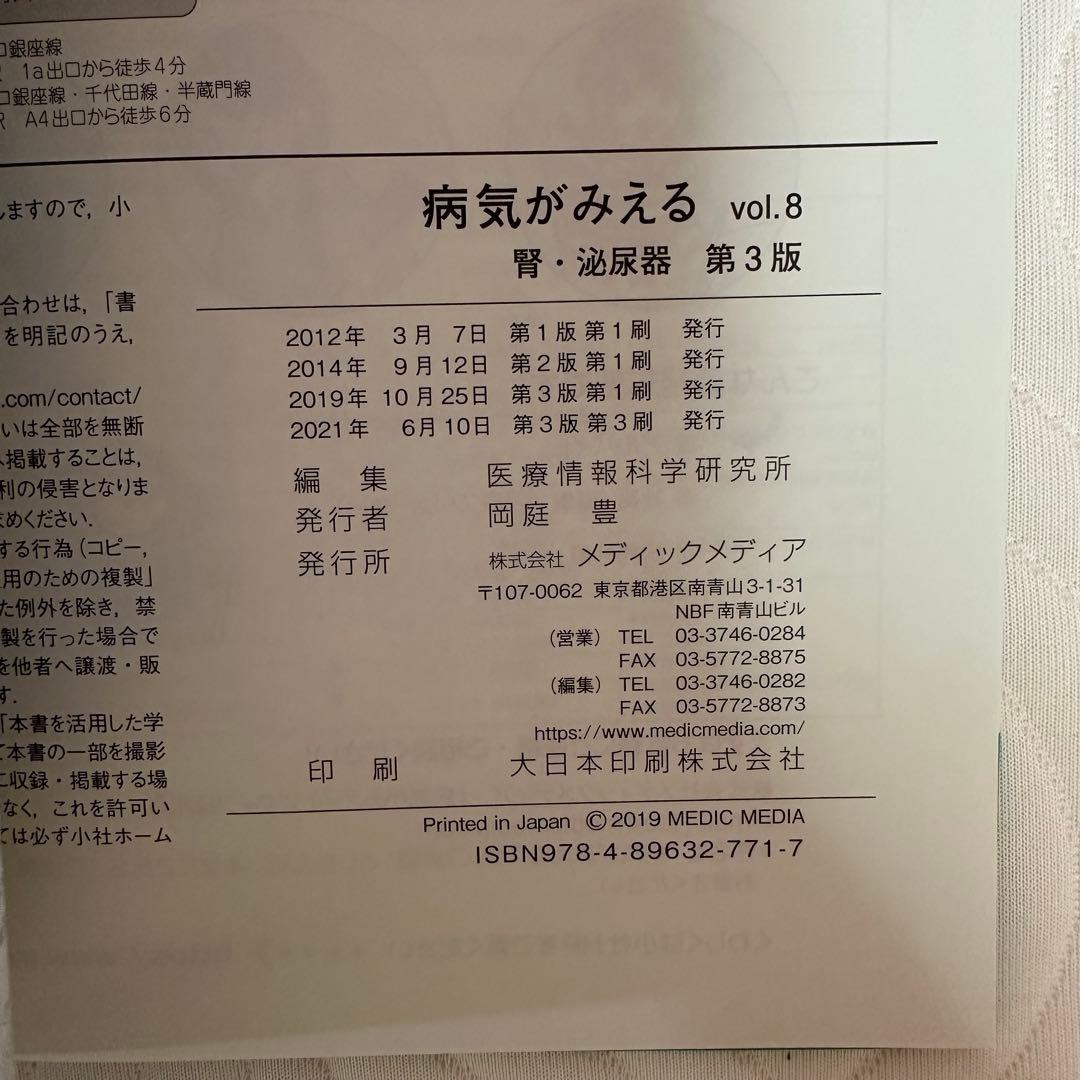 銀座線
1a出口から徒歩4分
銀座線・千代田線・半蔵門線
A4出口から徒歩6分
しますので，小
合わせは，「書
を明記のうえ，
.com/contact/
いは全部を無断
掲載することは，
利の侵害となりま
めください．
する行為（コピー，
用のための複製」
た例外を除き，禁
製を行った場合で
を他者へ譲渡・販
す．
「本書を活用した学
て本書の一部を撮影
に収録・掲載する場
なく，これを許可い
ては必ず小社ホーム
病気がみえる vol.8
腎・泌尿器 第3版
2012年 3月 7日 第1版 第1刷 発行
2014年 9月12日 第2版 第1刷 発行
2019年 10月25日 第3版 第1刷 発行
2021年 6月10日 第3版 第3刷 発行
編 集 医療情報科学研究所
発行者 岡庭 豊
発行所 株式会社 メディックメディア
〒107-0062 東京都港区南青山3-1-31
NBF南青山ビル
（営業） TEL 03-3746-0284
FAX 03-5772-8875
（編集） TEL 03-3746-0282
FAX 03-5772-8873
https://www.medicmedia.com/
印 刷 大日本印刷株式会社
Printed in Japan ©2019 MEDIC MEDIA
ISBN978-4-89632-771-7